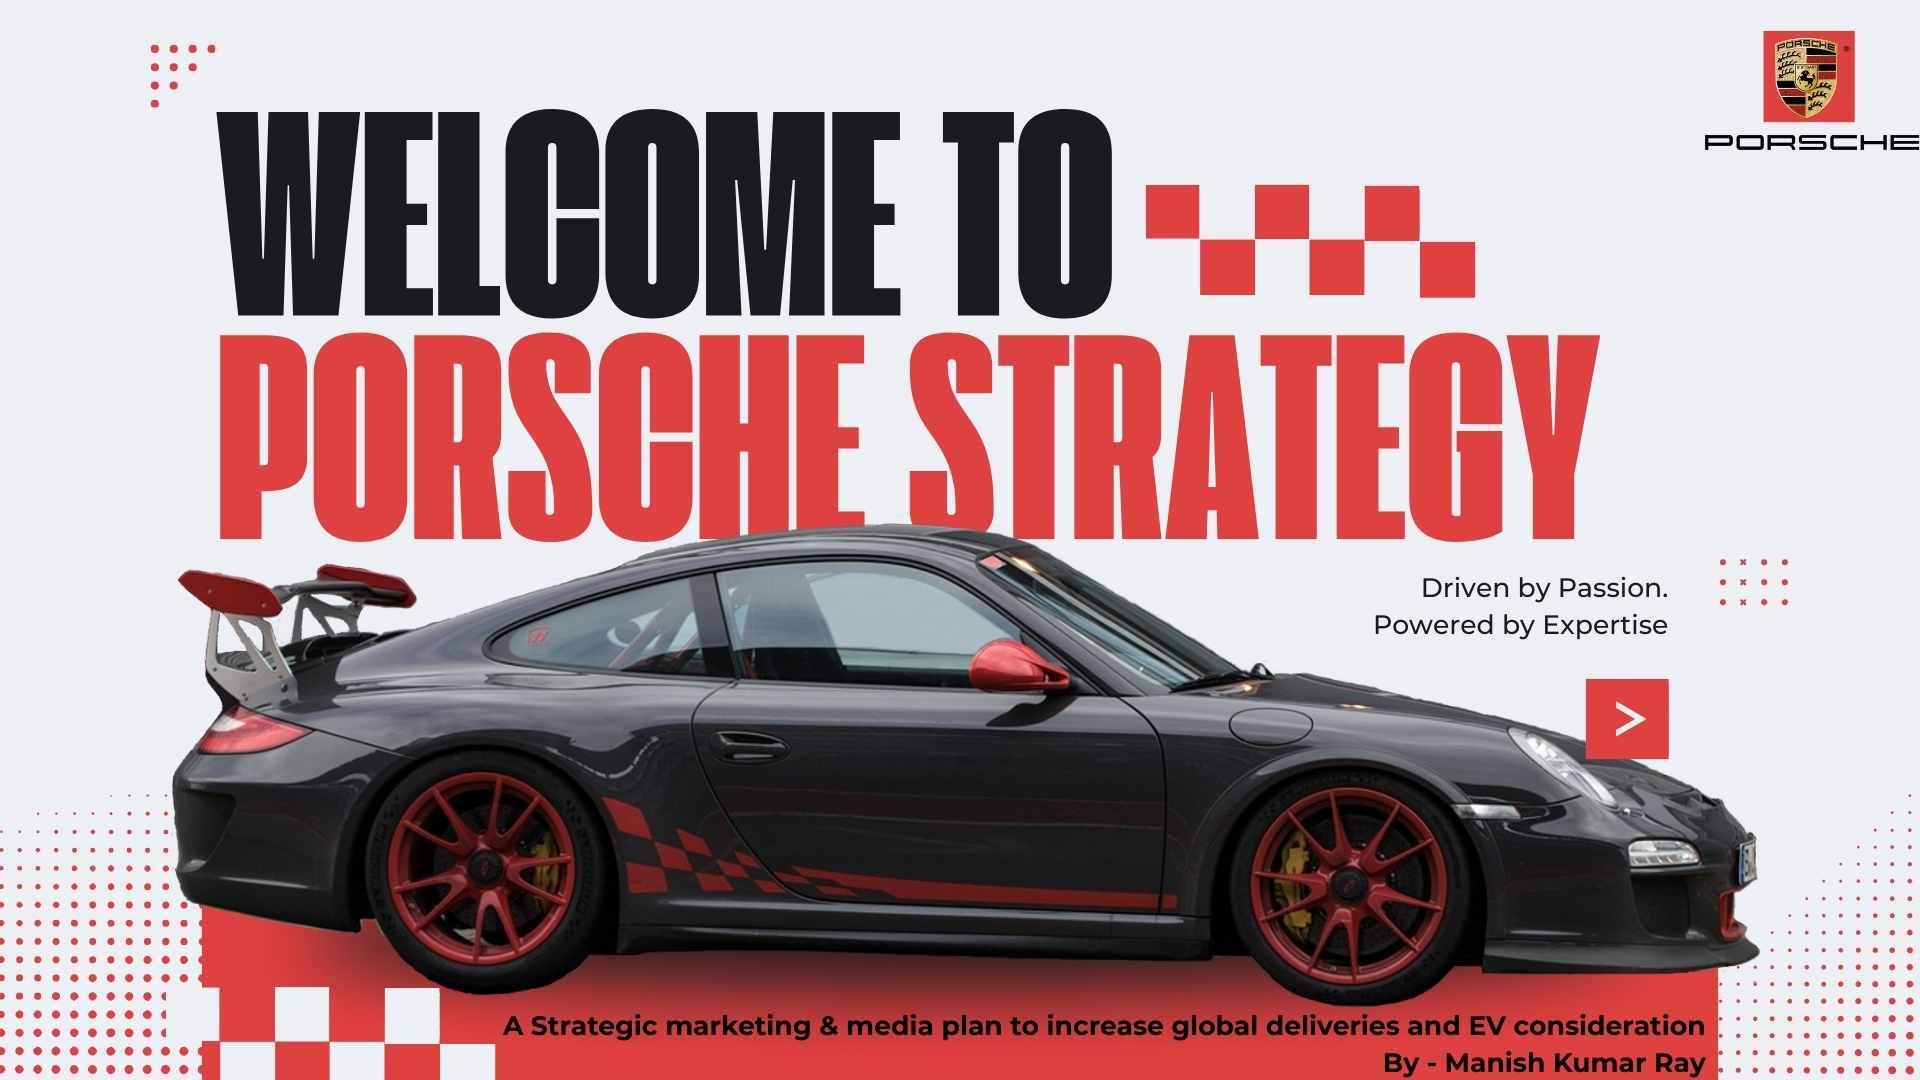 PORSCHE
PORSCHE
WELCOME TO
PORSCHE STRATEGY
Driven by Passion.
Powered by Expertise
>
A Strategic marketing & media plan to increase global deliveries and EV consideration
By - Manish Kumar Ray